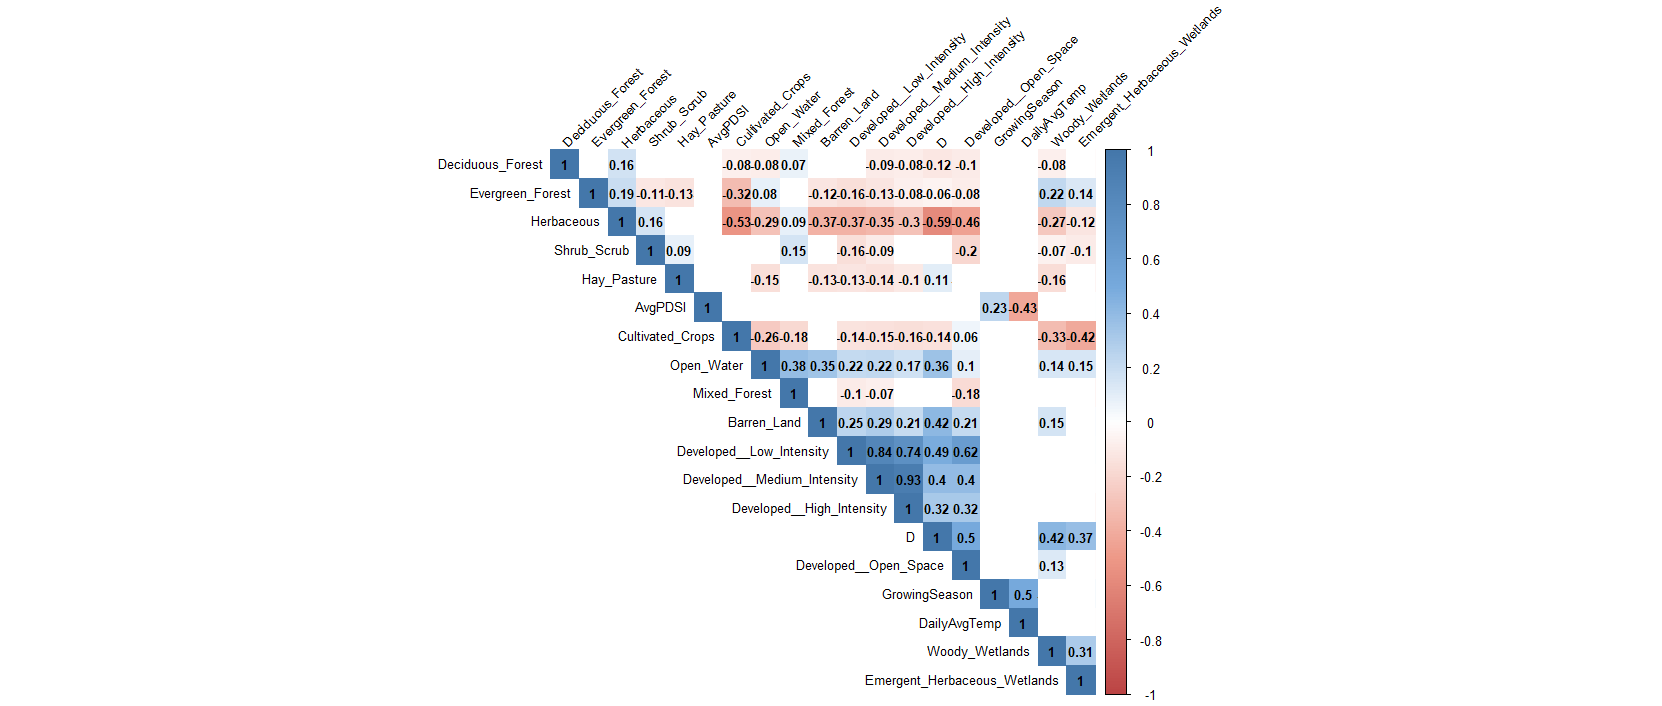 Deciduous_Forest
Evergreen_Forest
Herbaceous
Shrub_Scrub
Hay_Pasture
AvgPDSI
Cultivated_Crops
Open_Water
Mixed_Forest
Barren_Land
Developed__Low_Intensity
Developed__Medium_Intensity
Developed__High_Intensity
D
Developed__Open_Space
GrowingSeason
DailyAvgTemp
Woody_Wetlands
Emergent_Herbaceous_Wetlands
Deciduous_Forest 1 0.16 -0.08 -0.08 0.07 -0.09 -0.08 -0.12 -0.1 -0.08
Evergreen_Forest 1 0.19 -0.11 -0.13 -0.32 0.08 -0.12 -0.16 -0.13 -0.08 -0.06 -0.08 0.22 0.14
Herbaceous 1 0.16 -0.53 -0.29 0.09 -0.37 -0.37 -0.35 -0.3 -0.59 -0.46 -0.27 -0.12
Shrub_Scrub 1 0.09 0.15 -0.16 -0.09 -0.2 -0.07 -0.1
Hay_Pasture 1 -0.15 -0.13 -0.13 -0.14 -0.1 0.11 -0.16
AvgPDSI 1 0.23 -0.43
Cultivated_Crops 1 -0.26 -0.18 -0.14 -0.15 -0.16 -0.14 0.06 -0.33 -0.42
Open_Water 1 0.38 0.35 0.22 0.22 0.17 0.36 0.1 0.14 0.15
Mixed_Forest 1 -0.1 -0.07 -0.18
Barren_Land 1 0.25 0.29 0.21 0.42 0.21 0.15
Developed__Low_Intensity 1 0.84 0.74 0.49 0.62
Developed__Medium_Intensity 1 0.93 0.4 0.4
Developed__High_Intensity 1 0.32 0.32
D 1 0.5 0.42 0.37
Developed__Open_Space 1 0.13
GrowingSeason 1 0.5
DailyAvgTemp 1
Woody_Wetlands 1 0.31
Emergent_Herbaceous_Wetlands 1
1
0.8
0.6
0.4
0.2
0
-0.2
-0.4
-0.6
-0.8
-1